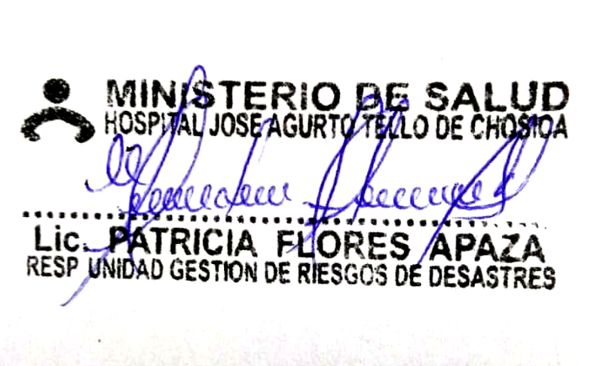 MINISTERIO DE SALUD
HOSPITAL JOSE AGURTO TELLO DE CHOSICA
Lic. PATRICIA FLORES APAZA
RESP UNIDAD GESTION DE RIESGOS DE DESASTRES